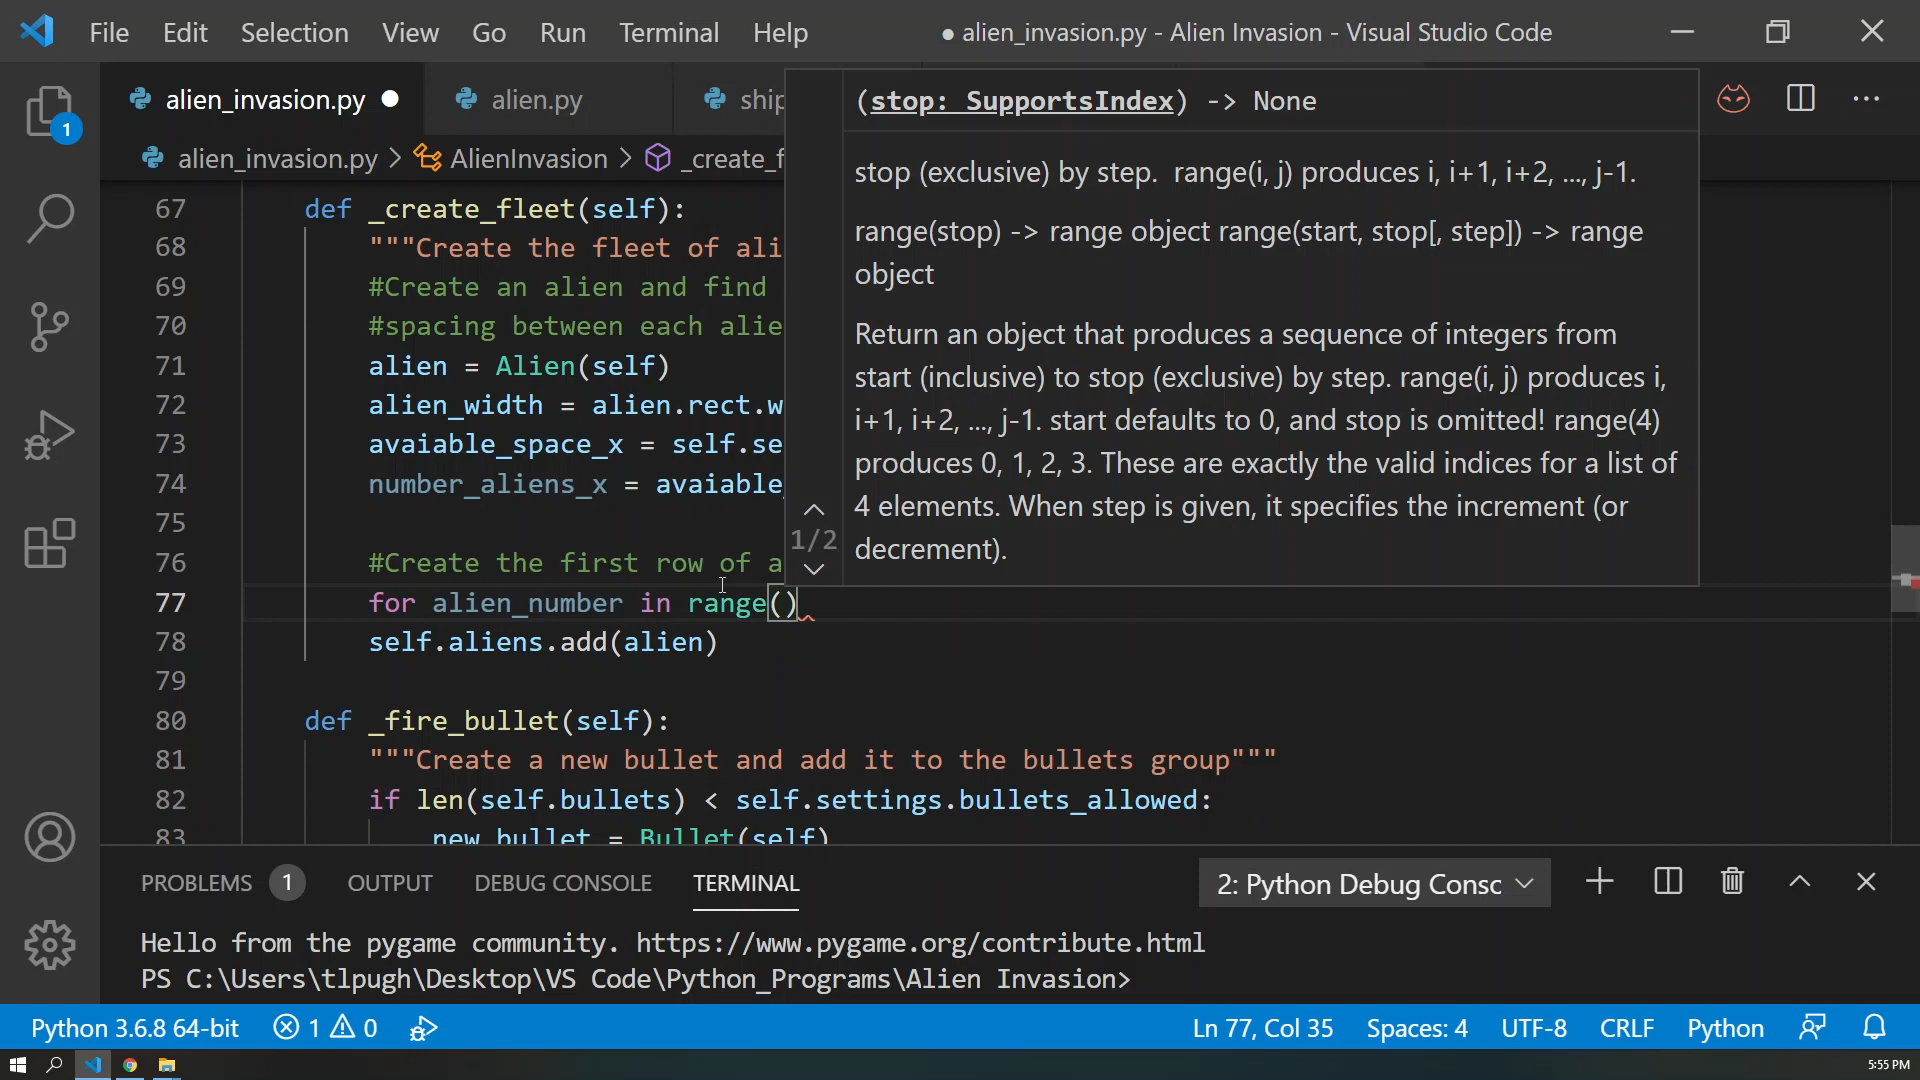 File Edit Selection View Go Run Terminal Help
● alien_invasion.py - Alien Invasion - Visual Studio Code
alien_invasion.py ● alien.py ship
alien_invasion.py > AlienInvasion > _create_f
1
(stop: SupportsIndex) -> None
stop (exclusive) by step. range(i, j) produces i, i+1, i+2, ..., j-1.
range(stop) -> range object range(start, stop[, step]) -> range
object
Return an object that produces a sequence of integers from
start (inclusive) to stop (exclusive) by step. range(i, j) produces i,
i+1, i+2, ..., j-1. start defaults to 0, and stop is omitted! range(4)
produces 0, 1, 2, 3. These are exactly the valid indices for a list of
4 elements. When step is given, it specifies the increment (or
decrement).
1/2
67 def _create_fleet(self):
68 """Create the fleet of ali
69 #Create an alien and find
70 #spacing between each alie
71 alien = Alien(self)
72 alien_width = alien.rect.w
73 avaiable_space_x = self.se
74 number_aliens_x = avaiable_
75
76 #Create the first row of a
77 for alien_number in range()
78 self.aliens.add(alien)
79
80 def _fire_bullet(self):
81 """Create a new bullet and add it to the bullets group"""
82 if len(self.bullets) < self.settings.bullets_allowed:
83 new_bullet = Bullet(self)
PROBLEMS 1 OUTPUT DEBUG CONSOLE TERMINAL 2: Python Debug Consc
Hello from the pygame community. https://www.pygame.org/contribute.html
PS C:\Users\tlpugh\Desktop\VS Code\Python_Programs\Alien Invasion>
Python 3.6.8 64-bit 1 0 Ln 77, Col 35 Spaces: 4 UTF-8 CRLF Python
5:55 PM